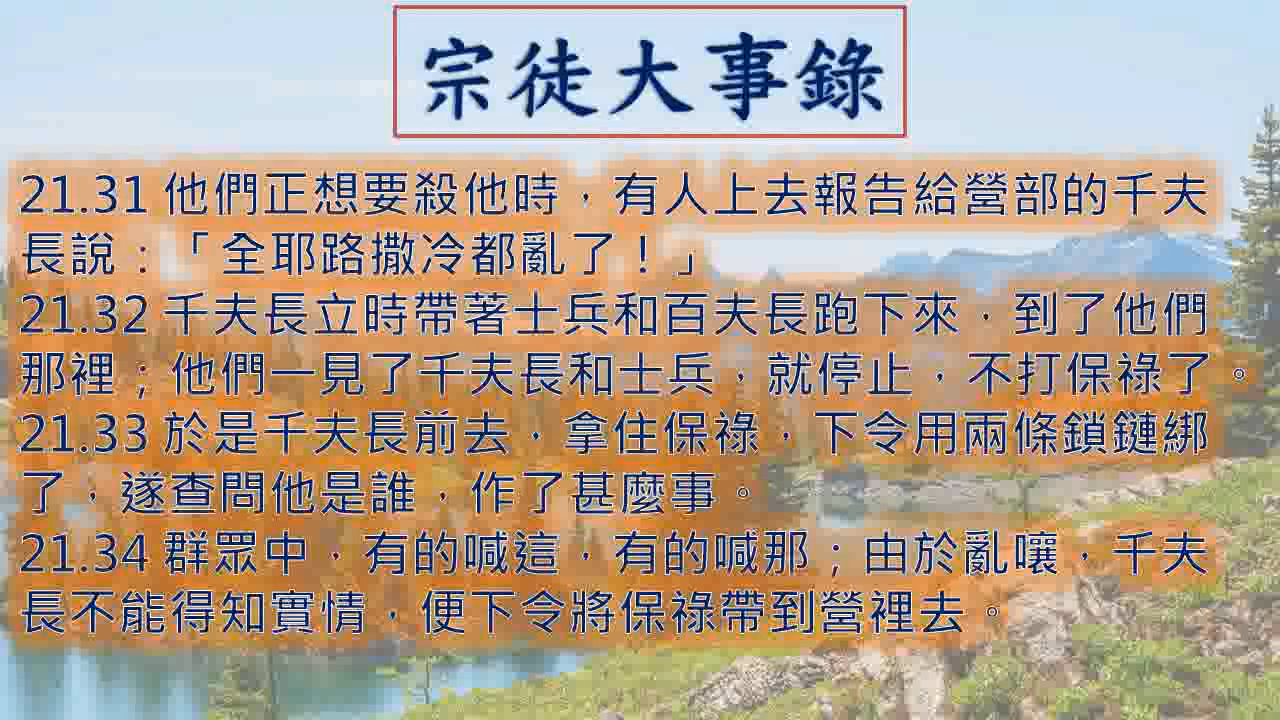 宗徒大事錄
21.31 他們正想要殺他時，有人上去報告給營部的千夫
長說：「全耶路撒冷都亂了！」
21.32 千夫長立時帶著士兵和百夫長跑下來，到了他們
那裡；他們一見了千夫長和士兵，就停止，不打保祿了。
21.33 於是千夫長前去，拿住保祿，下令用兩條鎖鏈綁
了，遂查問他是誰，作了甚麼事。
21.34 群眾中，有的喊這，有的喊那；由於亂嚷，千夫
長不能得知實情，便下令將保祿帶到營裡去。